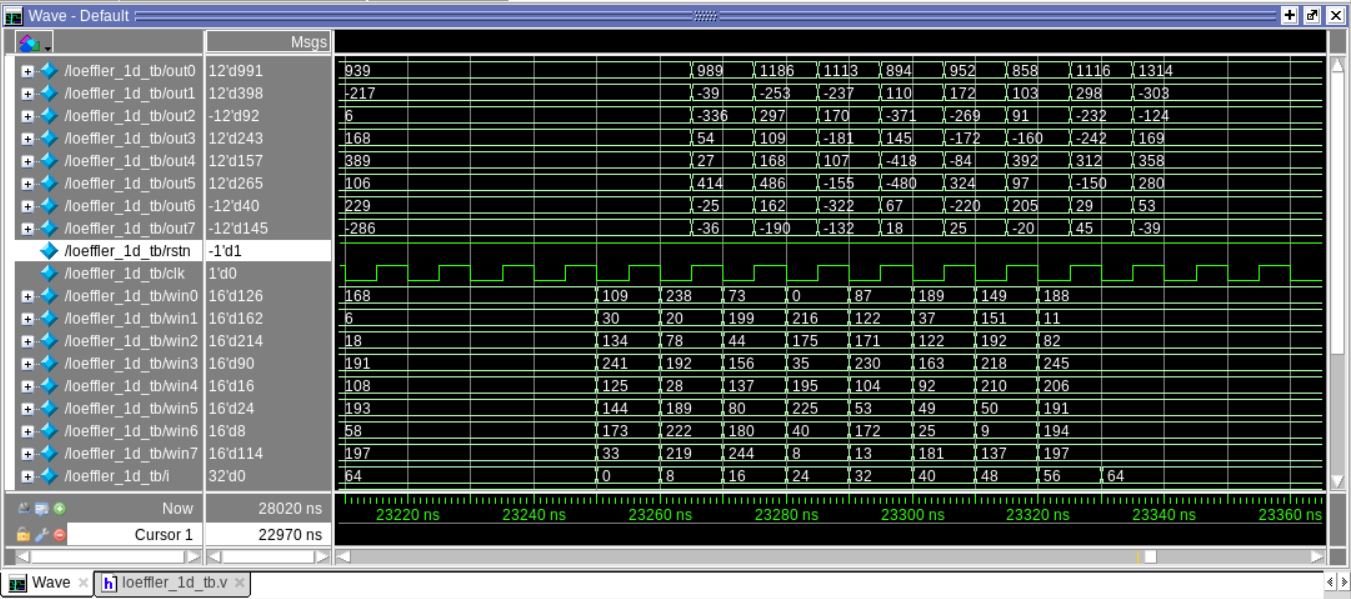 Wave - Default
Msgs
/loeffler_1d_tb/out0 12'd991 939 989 1186 1113 894 952 858 1116 1314
/loeffler_1d_tb/out1 12'd398 -217 -39 -253 -237 110 172 103 298 -303
/loeffler_1d_tb/out2 -12'd92 6 -336 297 170 -371 -269 91 -232 -124
/loeffler_1d_tb/out3 12'd243 168 54 109 -181 145 -172 -160 -242 169
/loeffler_1d_tb/out4 12'd157 389 27 168 107 -418 -84 392 312 358
/loeffler_1d_tb/out5 12'd265 106 414 486 -155 -480 324 97 -150 280
/loeffler_1d_tb/out6 -12'd40 229 -25 162 -322 67 -220 205 29 53
/loeffler_1d_tb/out7 -12'd145 -286 -36 -190 -132 18 25 -20 45 -39
/loeffler_1d_tb/rstn -1'd1
/loeffler_1d_tb/clk 1'd0
/loeffler_1d_tb/win0 16'd126 168 109 238 73 0 87 189 149 188
/loeffler_1d_tb/win1 16'd162 6 30 20 199 216 122 37 151 11
/loeffler_1d_tb/win2 16'd214 18 134 78 44 175 171 122 192 82
/loeffler_1d_tb/win3 16'd90 191 241 192 156 35 230 163 218 245
/loeffler_1d_tb/win4 16'd16 108 125 28 137 195 104 92 210 206
/loeffler_1d_tb/win5 16'd24 193 144 189 80 225 53 49 50 191
/loeffler_1d_tb/win6 16'd8 58 173 222 180 40 172 25 9 194
/loeffler_1d_tb/win7 16'd114 197 33 219 244 8 13 181 137 197
/loeffler_1d_tb/i 32'd0 64 0 8 16 24 32 40 48 56 64
Now 28020 ns 23220 ns 23240 ns 23260 ns 23280 ns 23300 ns 23320 ns 23340 ns 23360 ns
Cursor 1 22970 ns
Wave loeffler_1d_tb.v